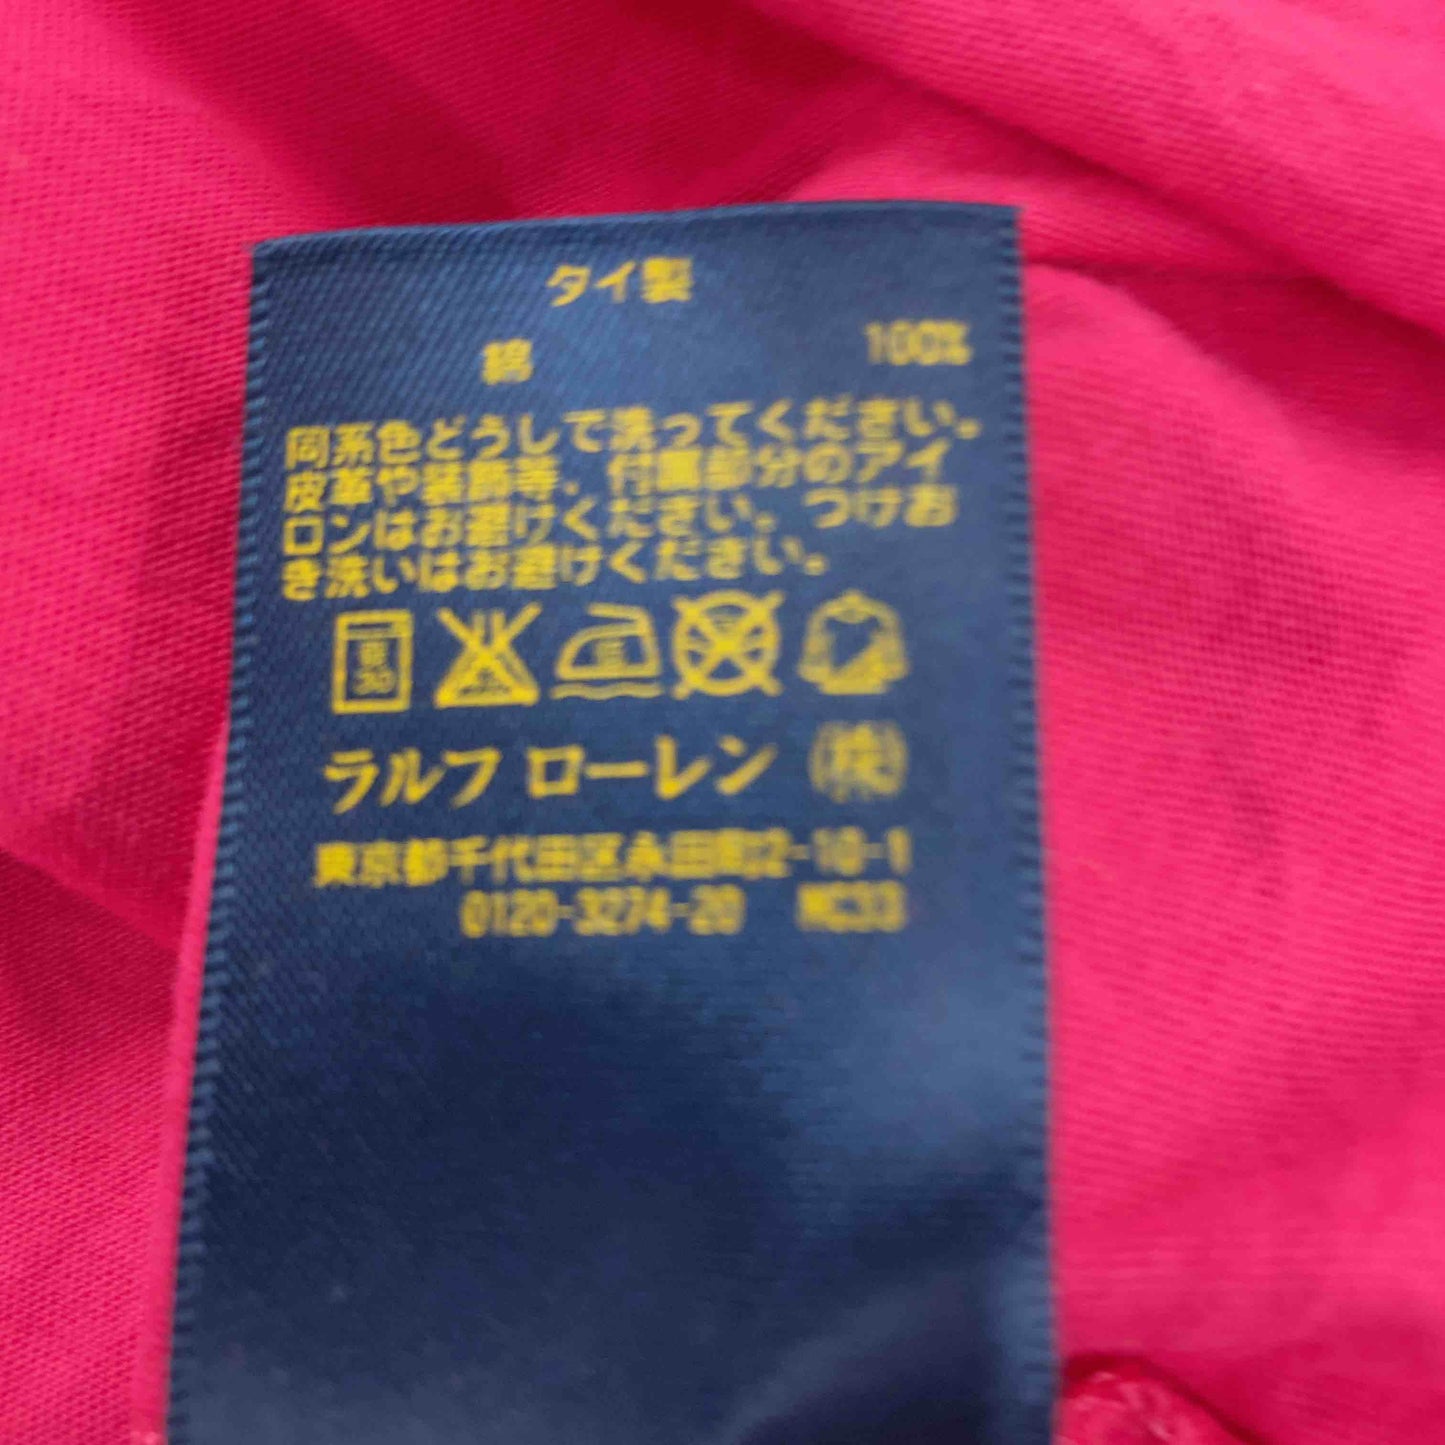 タイ製
綿 100%
同系色どうしで洗ってください。
皮革や装飾等、付属部分のアイ
ロンはお避けください。つけお
き洗いはお避けください。
30
ラルフ ローレン (株)
東京都千代田区永田町2-10-1
0120-3274-20